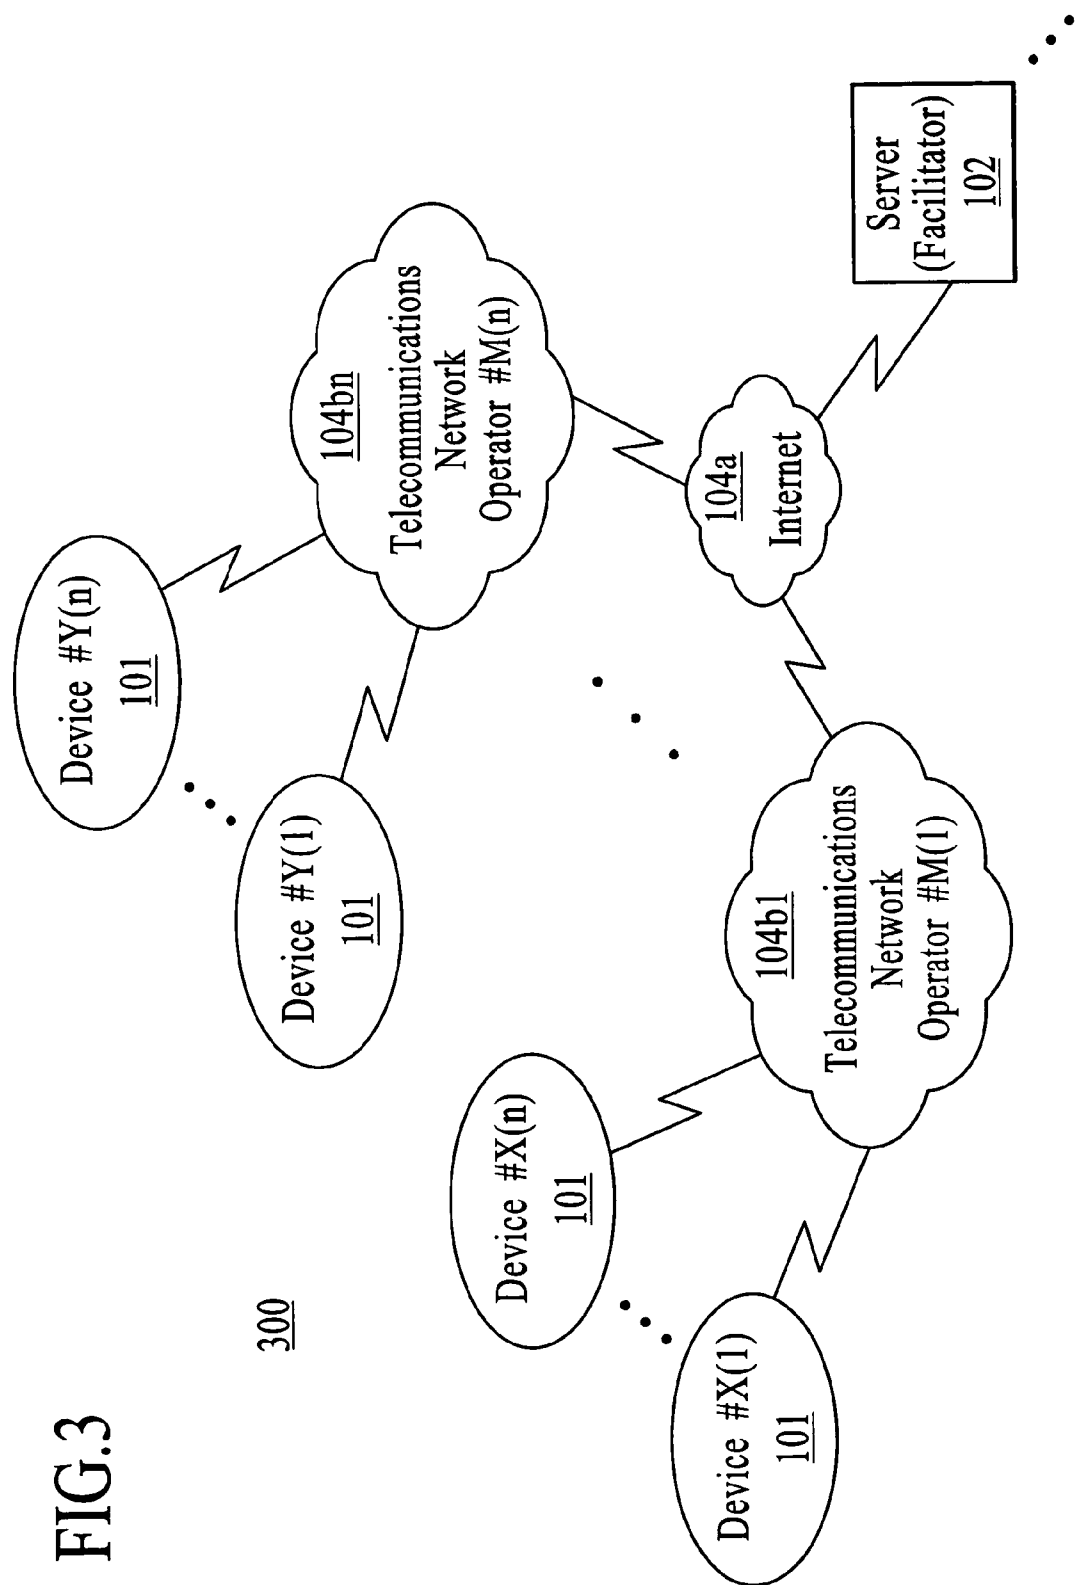 FIG.3
300
Device #X(1)
101
Device #X(n)
101
Device #Y(1)
101
Device #Y(n)
101
104b1
Telecommunications
Network
Operator #M(1)
104bn
Telecommunications
Network
Operator #M(n)
104a
Internet
Server
(Facilitator)
102